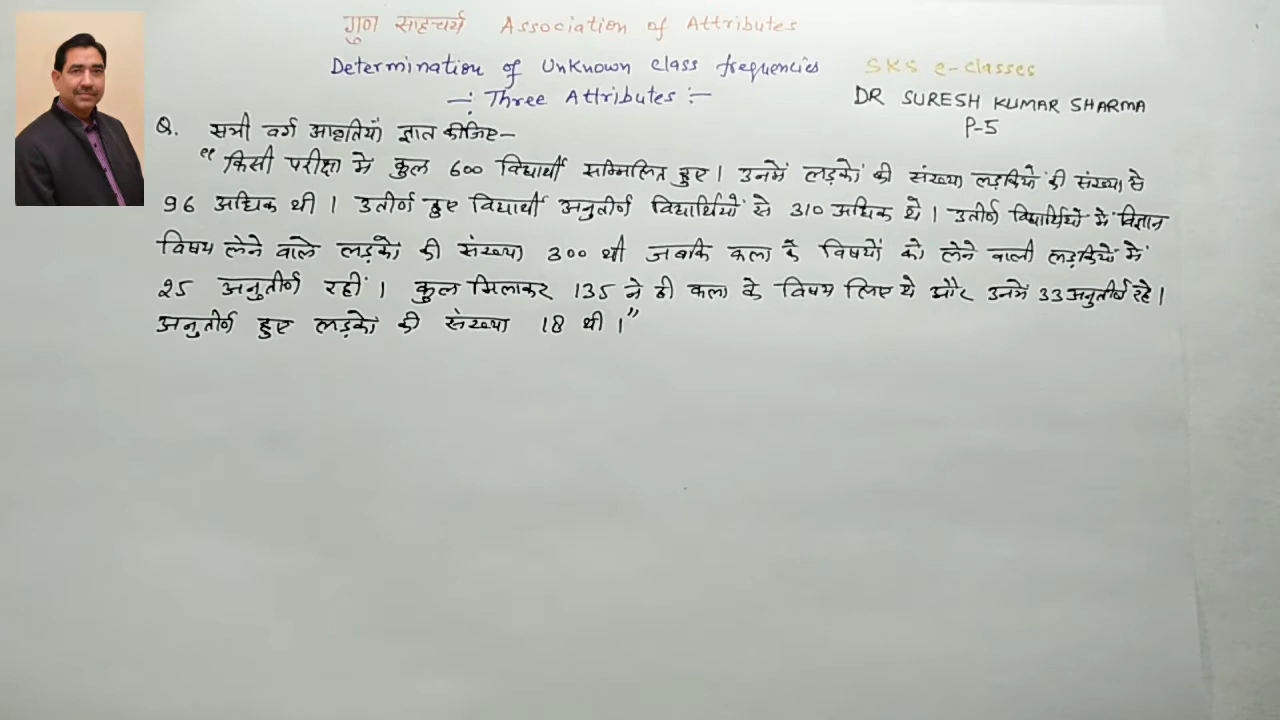 गुण साहचर्य Association of Attributes
Determination of Unknown Class frequencies SKS e-classes
-: Three Attributes :- DR SURESH KUMAR SHARMA
P-5
Q. सभी वर्ग आवृतियाँ ज्ञात कीजिए-
"किसी परीक्षा में कुल 600 विद्यार्थी सम्मिलित हुए। उनमें लड़कों की संख्या लड़कियों की संख्या से
96 अधिक थी। उतीर्ण हुए विद्यार्थी अनुतीर्ण विद्यार्थियों से 310 अधिक थे। उतीर्ण विद्यार्थियों में विज्ञान
विषय लेने वाले लड़कों की संख्या 300 थी जबकि कला के विषयों को लेने वाली लड़कियों में
25 अनुतीर्ण रहीं। कुल मिलाकर 135 ने ही कला के विषय लिए थे और उनमें 33 अनुतीर्ण रहे।
अनुतीर्ण हुए लड़कों की संख्या 18 थी।"